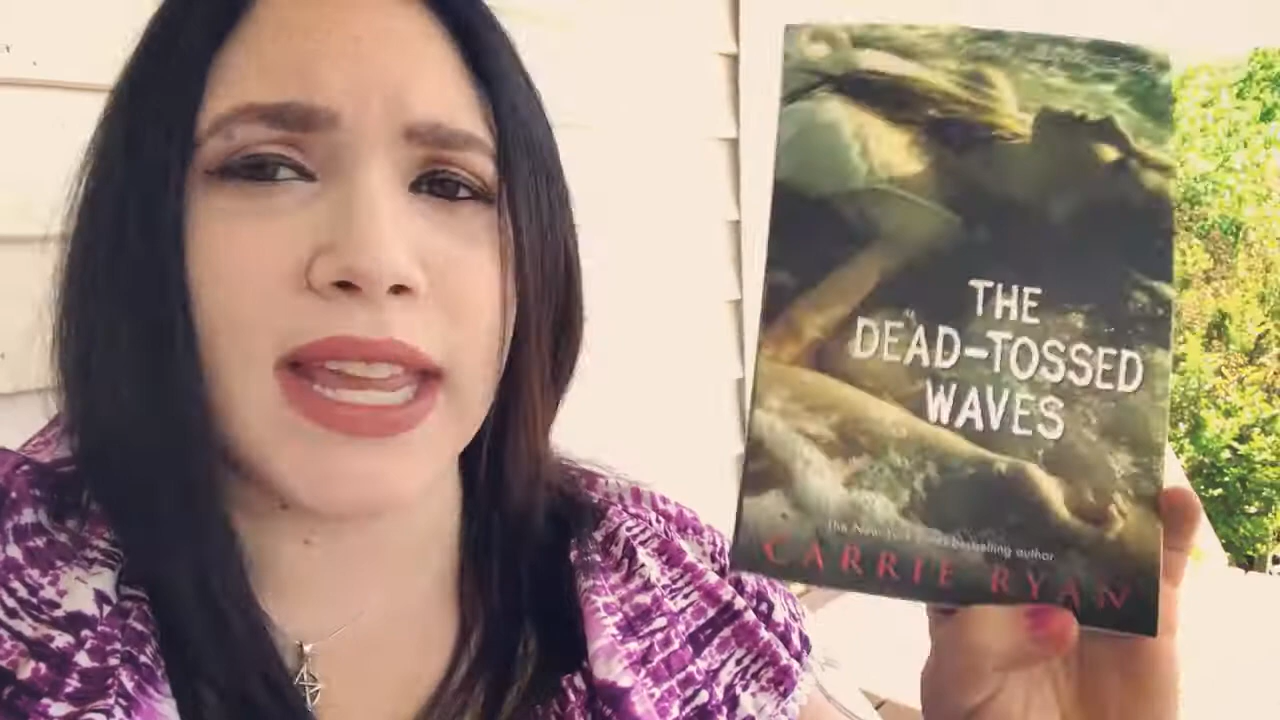 THE
DEAD-TOSSED
WAVES
The New York Times bestselling author
CARRIE RYAN